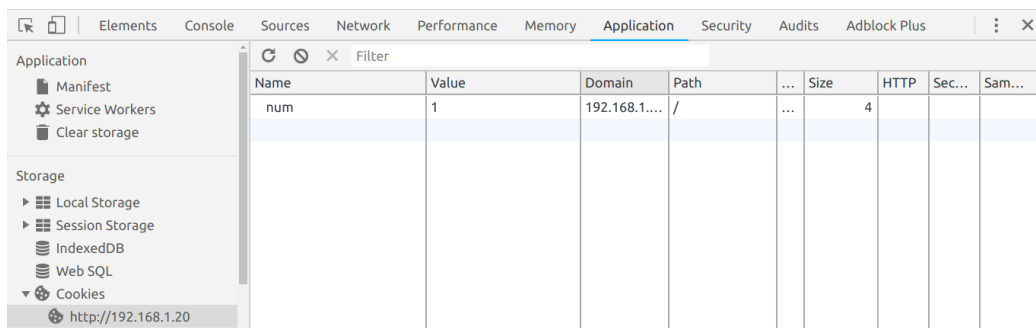 Elements Console Sources Network Performance Memory Application Security Audits Adblock Plus
Application
Manifest
Service Workers
Clear storage
Storage
Local Storage
Session Storage
IndexedDB
Web SQL
Cookies
http://192.168.1.20
Filter
Name Value Domain Path ... Size HTTP Sec... Sam...
num 1 192.168.1.... / ... 4